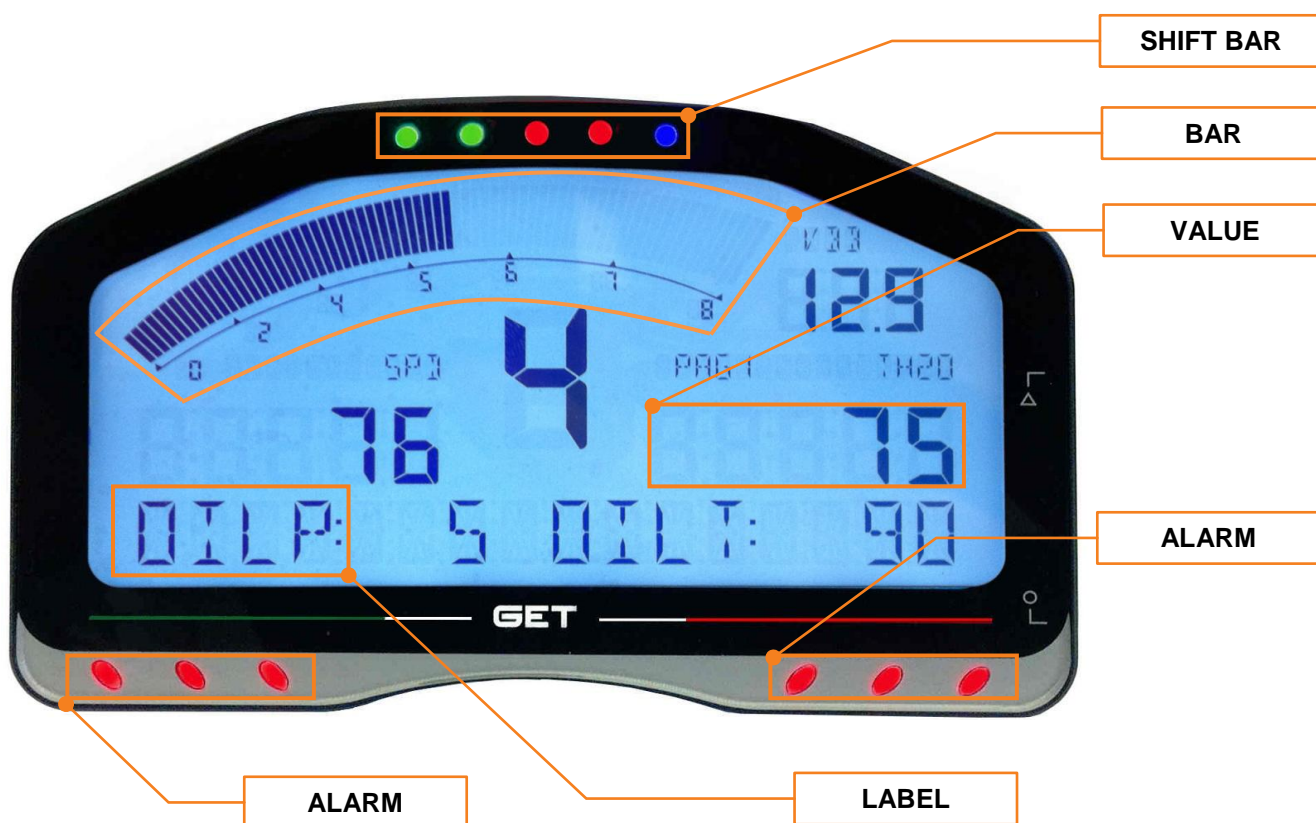 SHIFT BAR
BAR
VALUE
VDD
12.9
0 2 4 5 6 7 8
SPD
4
PAG1
TH2O
76
75
OILP: 5 OILT: 90
ALARM
GET
ALARM
LABEL